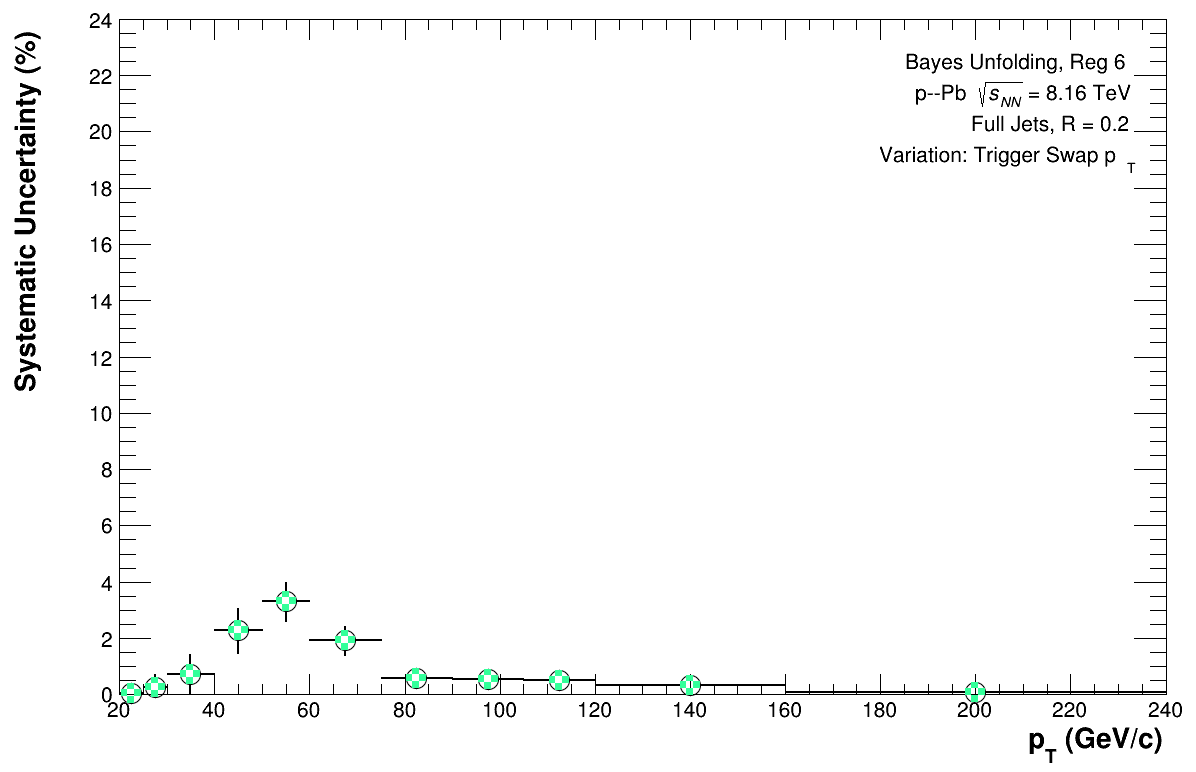 Systematic Uncertainty (%)
24
22
20
18
16
14
12
10
8
6
4
2
0
Bayes Unfolding, Reg 6
p--Pb √s_NN = 8.16 TeV
Full Jets, R = 0.2
Variation: Trigger Swap p_T
20 40 60 80 100 120 140 160 180 200 220 240
p_T (GeV/c)